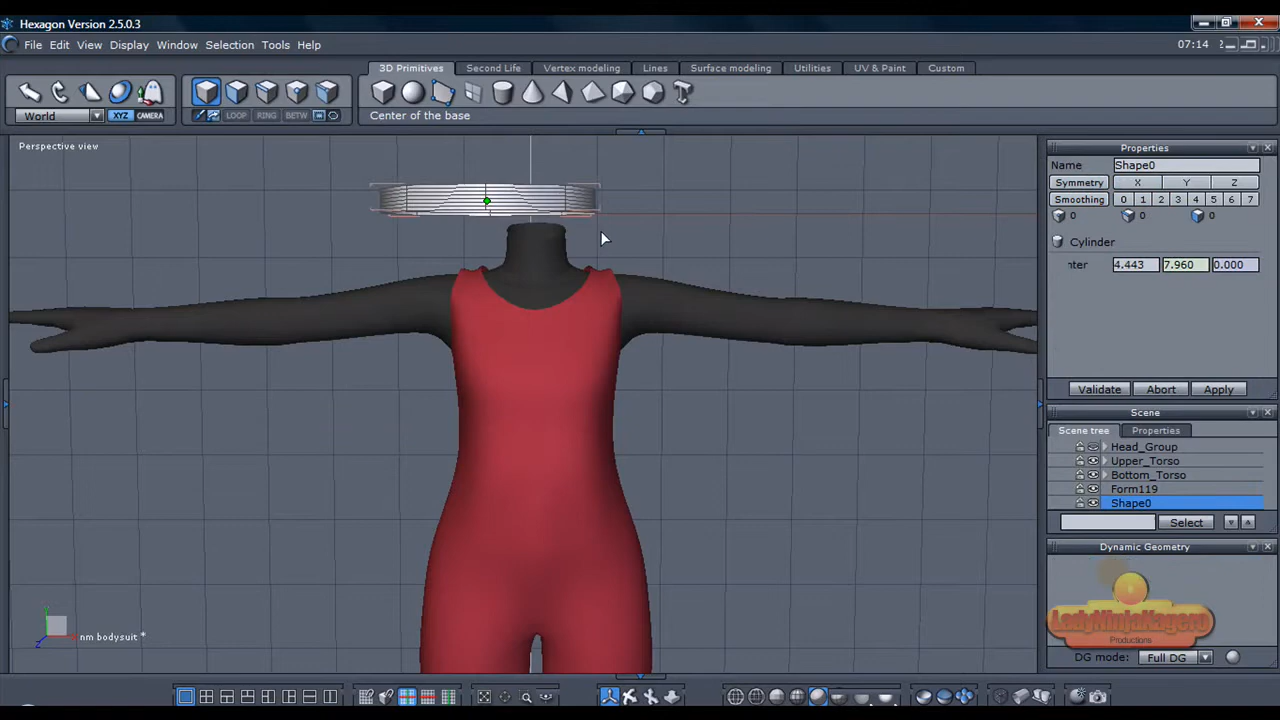 Hexagon Version 2.5.0.3
File Edit View Display Window Selection Tools Help
07:14
3D Primitives Second Life Vertex modeling Lines Surface modeling Utilities UV & Paint Custom
World XYZ CAMERA LOOP RING BETW
Center of the base
Perspective view
nm bodysuit *
Properties
Name Shape0
Symmetry X Y Z
Smoothing 0 1 2 3 4 5 6 7
0 0 0
Cylinder
nter 4.443 7.960 0.000
Validate Abort Apply
Scene
Scene tree Properties
Head_Group
Upper_Torso
Bottom_Torso
Form119
Shape0
Select
Dynamic Geometry
LadyNinjaKagero
Productions
DG mode: Full DG